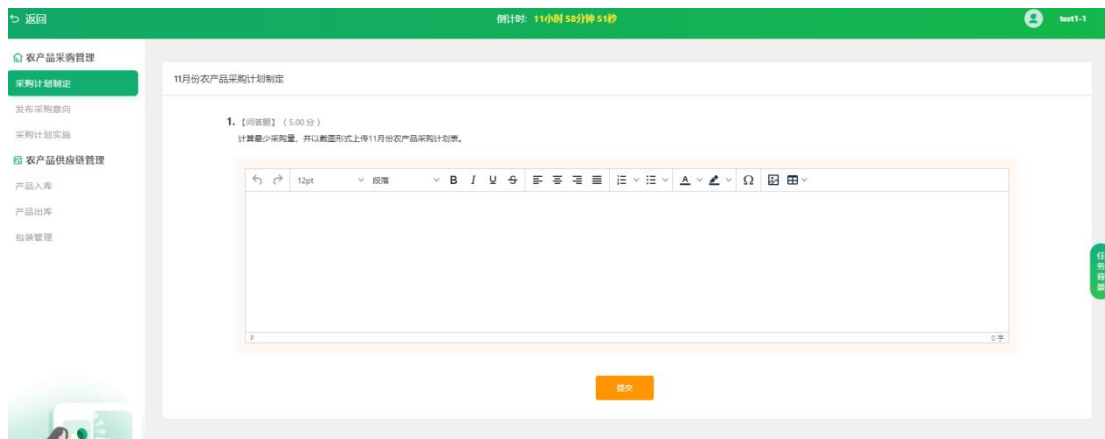 返回
倒计时: 11小时 58分钟 51秒
test1-1
农产品采购管理
采购计划制定
发布采购意向
采购计划实施
农产品供应链管理
产品入库
产品出库
包装管理
11月份农产品采购计划制定
1.【问答题】(5.00 分)
计算最少采购量，并以截图形式上传11月份农产品采购计划表。
12pt 段落 B I U S A Ω
P 0 字
提交
任务背景